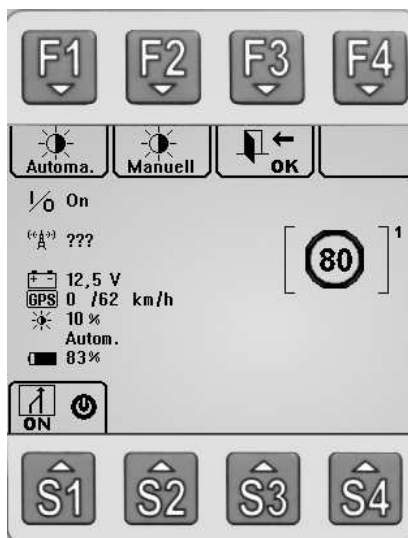 F1 F2 F3 F4
Automa. Manuell OK
I/O On
???
80 1
+ - 12,5 V
GPS 0 /62 km/h
10 %
Autom.
83%
ON
S1 S2 S3 S4